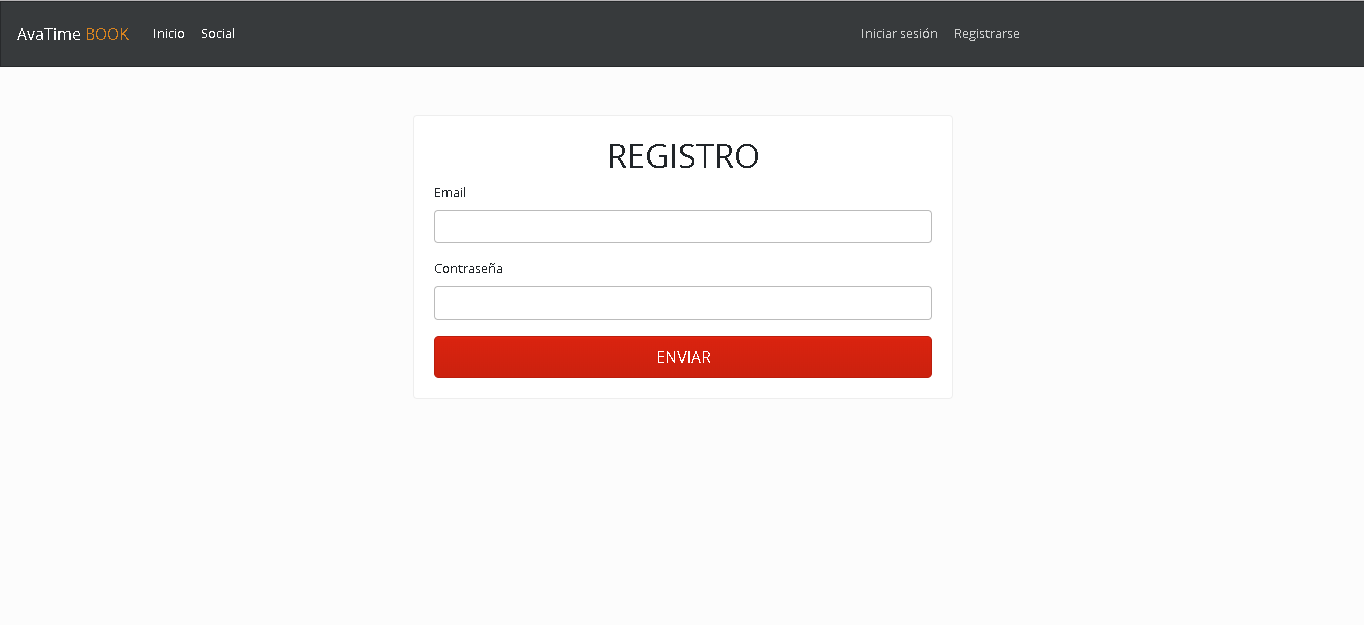 AvaTime BOOK Inicio Social Iniciar sesión Registrarse
REGISTRO
Email
Contraseña
ENVIAR